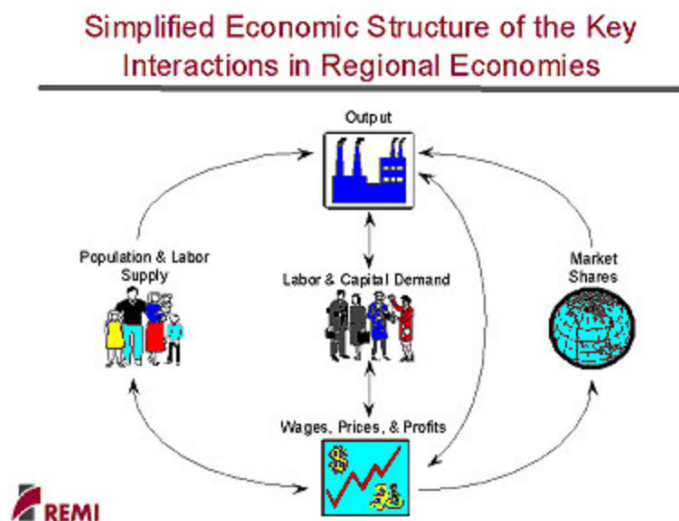 Simplified Economic Structure of the Key
Interactions in Regional Economies
Output
Population & Labor
Supply
Labor & Capital Demand
Market
Shares
Wages, Prices, & Profits
$
REMI